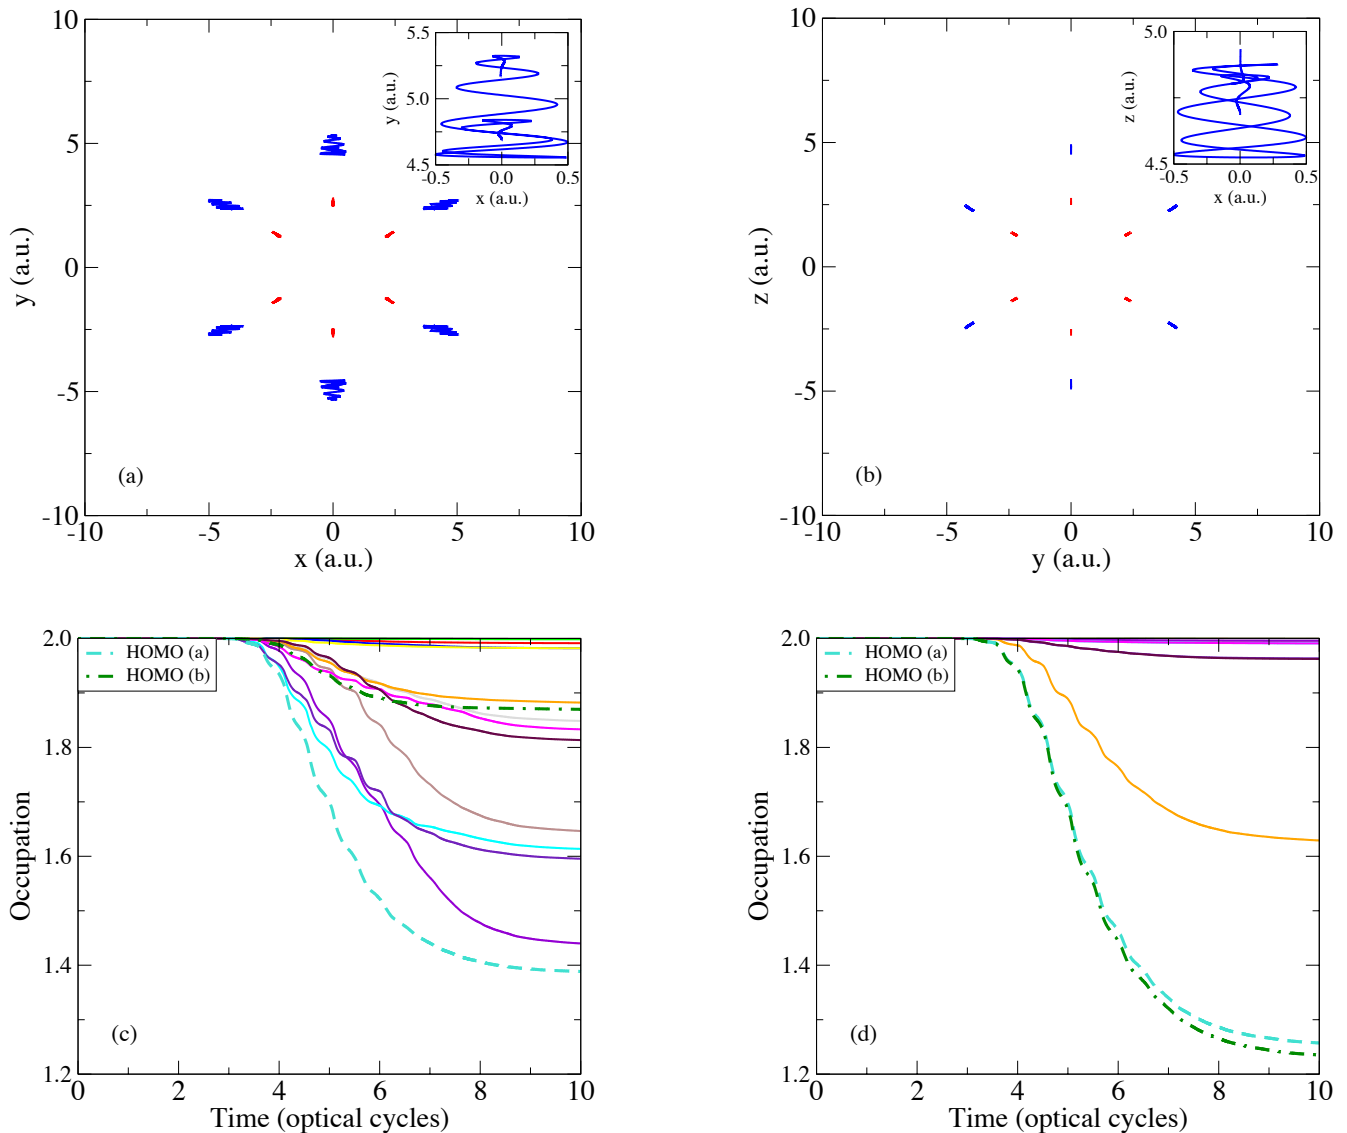 10
5
0
-5
-10
-10
-5
0
5
10
y (a.u.)
x (a.u.)
(a)
5.5
5.0
4.5
-0.5
0.0
0.5
y (a.u.)
x (a.u.)
10
5
0
-5
-10
-10
-5
0
5
10
z (a.u.)
y (a.u.)
(b)
5.0
4.5
-0.5
0.0
0.5
z (a.u.)
x (a.u.)
2.0
1.8
1.6
1.4
1.2
0
2
4
6
8
10
Occupation
Time (optical cycles)
HOMO (a)
HOMO (b)
(c)
2.0
1.8
1.6
1.4
1.2
0
2
4
6
8
10
Occupation
Time (optical cycles)
HOMO (a)
HOMO (b)
(d)